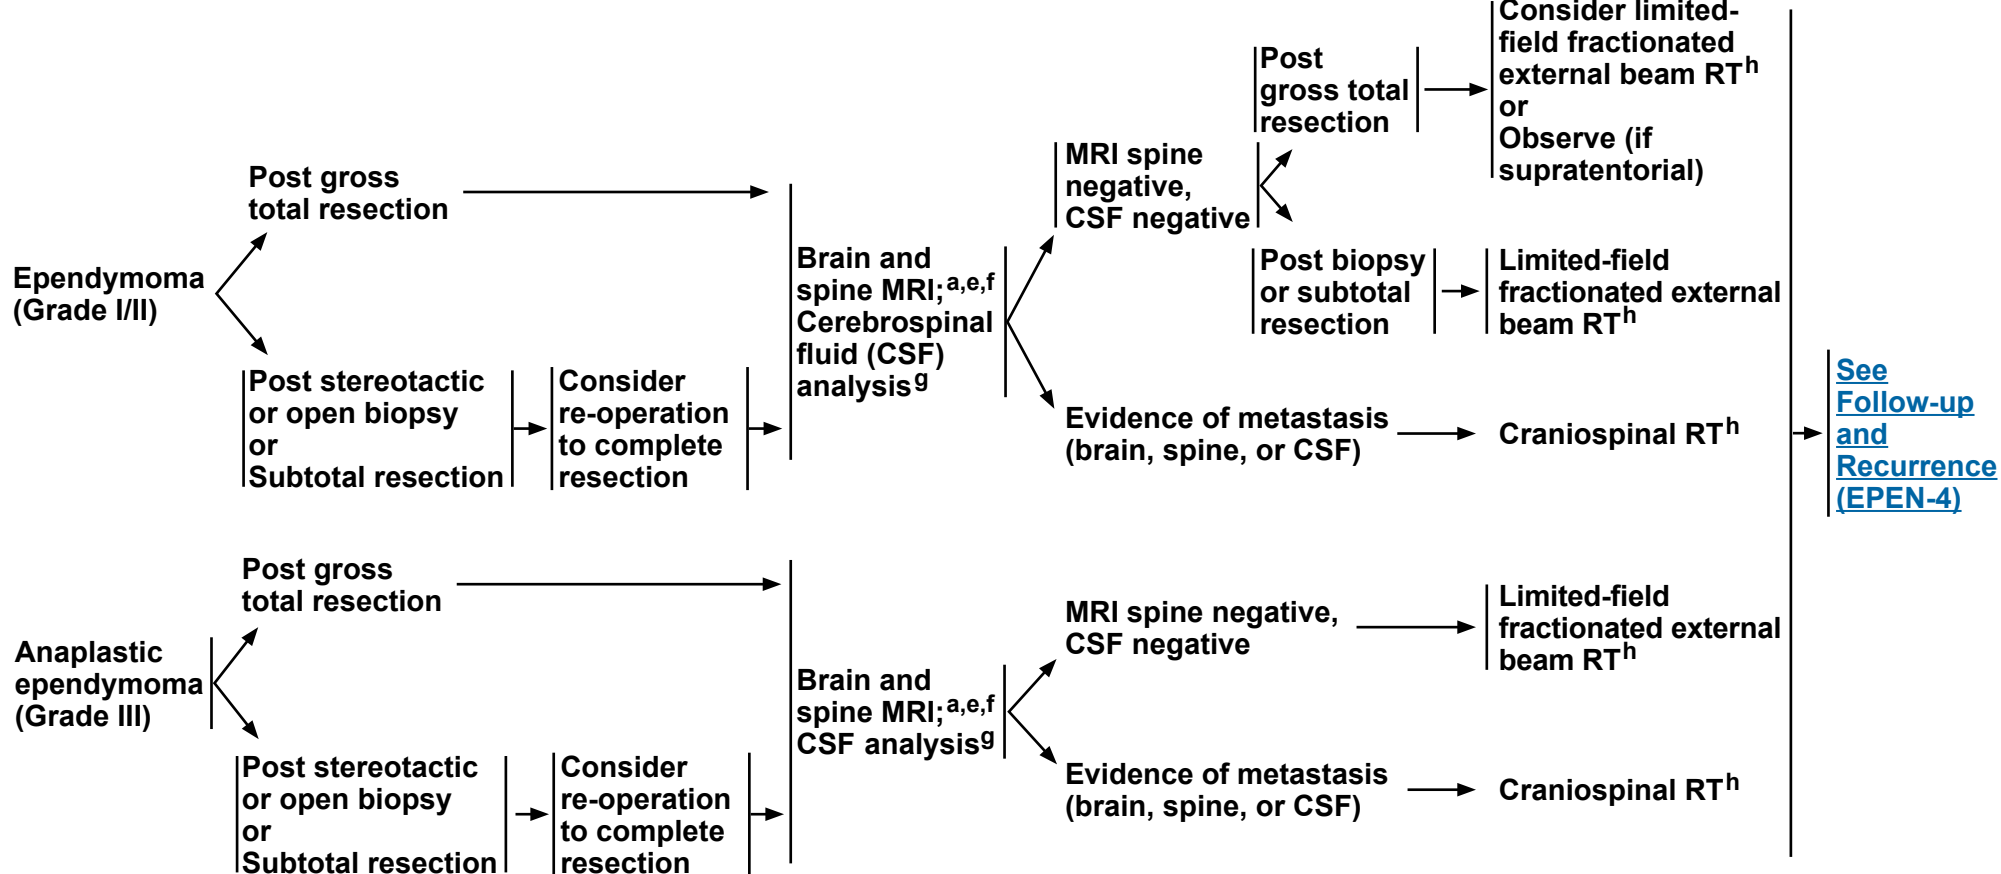 Ependymoma
(Grade I/II)
Post gross
total resection
Post stereotactic
or open biopsy
or
Subtotal resection
Consider
re-operation
to complete
resection
Brain and
spine MRI;a,e,f
Cerebrospinal
fluid (CSF)
analysisg
MRI spine
negative,
CSF negative
Post
gross total
resection
Consider limited-
field fractionated
external beam RTh
or
Observe (if
supratentorial)
Post biopsy
or subtotal
resection
Limited-field
fractionated external
beam RTh
Evidence of metastasis
(brain, spine, or CSF)
Craniospinal RTh
Anaplastic
ependymoma
(Grade III)
Post gross
total resection
Post stereotactic
or open biopsy
or
Subtotal resection
Consider
re-operation
to complete
resection
Brain and
spine MRI;a,e,f
CSF analysisg
MRI spine negative,
CSF negative
Limited-field
fractionated external
beam RTh
Evidence of metastasis
(brain, spine, or CSF)
Craniospinal RTh
See
Follow-up
and
Recurrence
(EPEN-4)